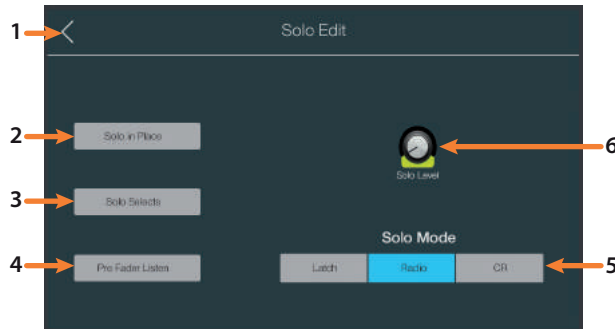 1
Solo Edit
2
Solo in Place
6
Solo Level
3
Solo Selects
Solo Mode
4
Pre Fader Listen
Latch
Radio
CR
5